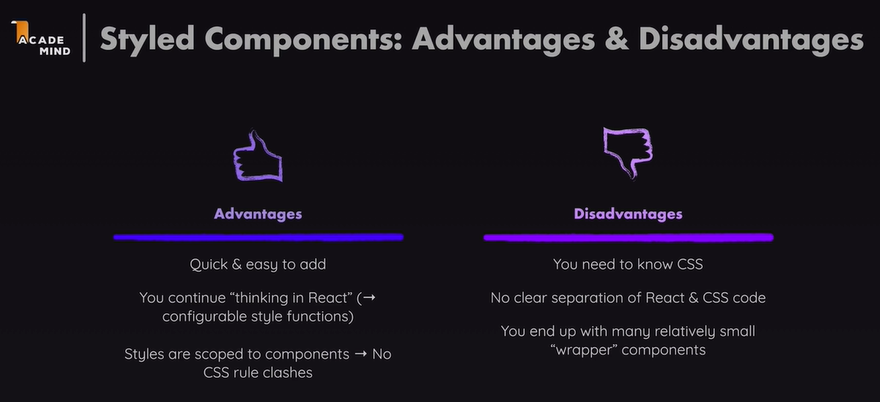 ACADE
MIND
Styled Components: Advantages & Disadvantages
Advantages
Quick & easy to add
You continue “thinking in React” (→
configurable style functions)
Styles are scoped to components → No
CSS rule clashes
Disadvantages
You need to know CSS
No clear separation of React & CSS code
You end up with many relatively small
“wrapper” components